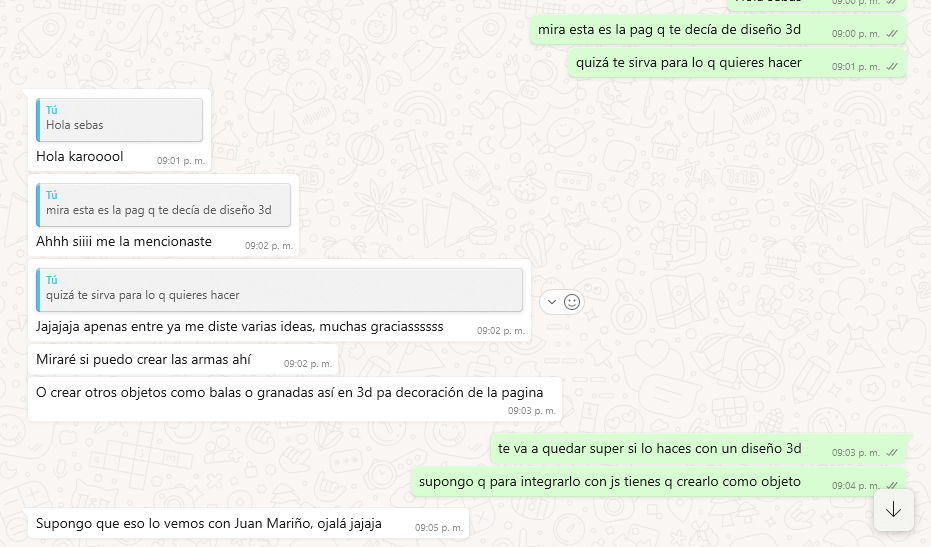 Hola sebas 09:00 p. m.
mira esta es la pag q te decía de diseño 3d 09:00 p. m.
quizá te sirva para lo q quieres hacer 09:01 p. m.
Tú
Hola sebas
Hola karooool 09:01 p. m.
Tú
mira esta es la pag q te decía de diseño 3d
Ahhh siiii me la mencionaste 09:02 p. m.
Tú
quizá te sirva para lo q quieres hacer
Jajajaja apenas entre ya me diste varias ideas, muchas graciassssss 09:02 p. m.
Miraré si puedo crear las armas ahí 09:02 p. m.
O crear otros objetos como balas o granadas así en 3d pa decoración de la pagina
09:03 p. m.
te va a quedar super si lo haces con un diseño 3d 09:03 p. m.
supongo q para integrarlo con js tienes q crearlo como objeto 09:04 p. m.
Supongo que eso lo vemos con Juan Mariño, ojalá jajaja 09:05 p. m.